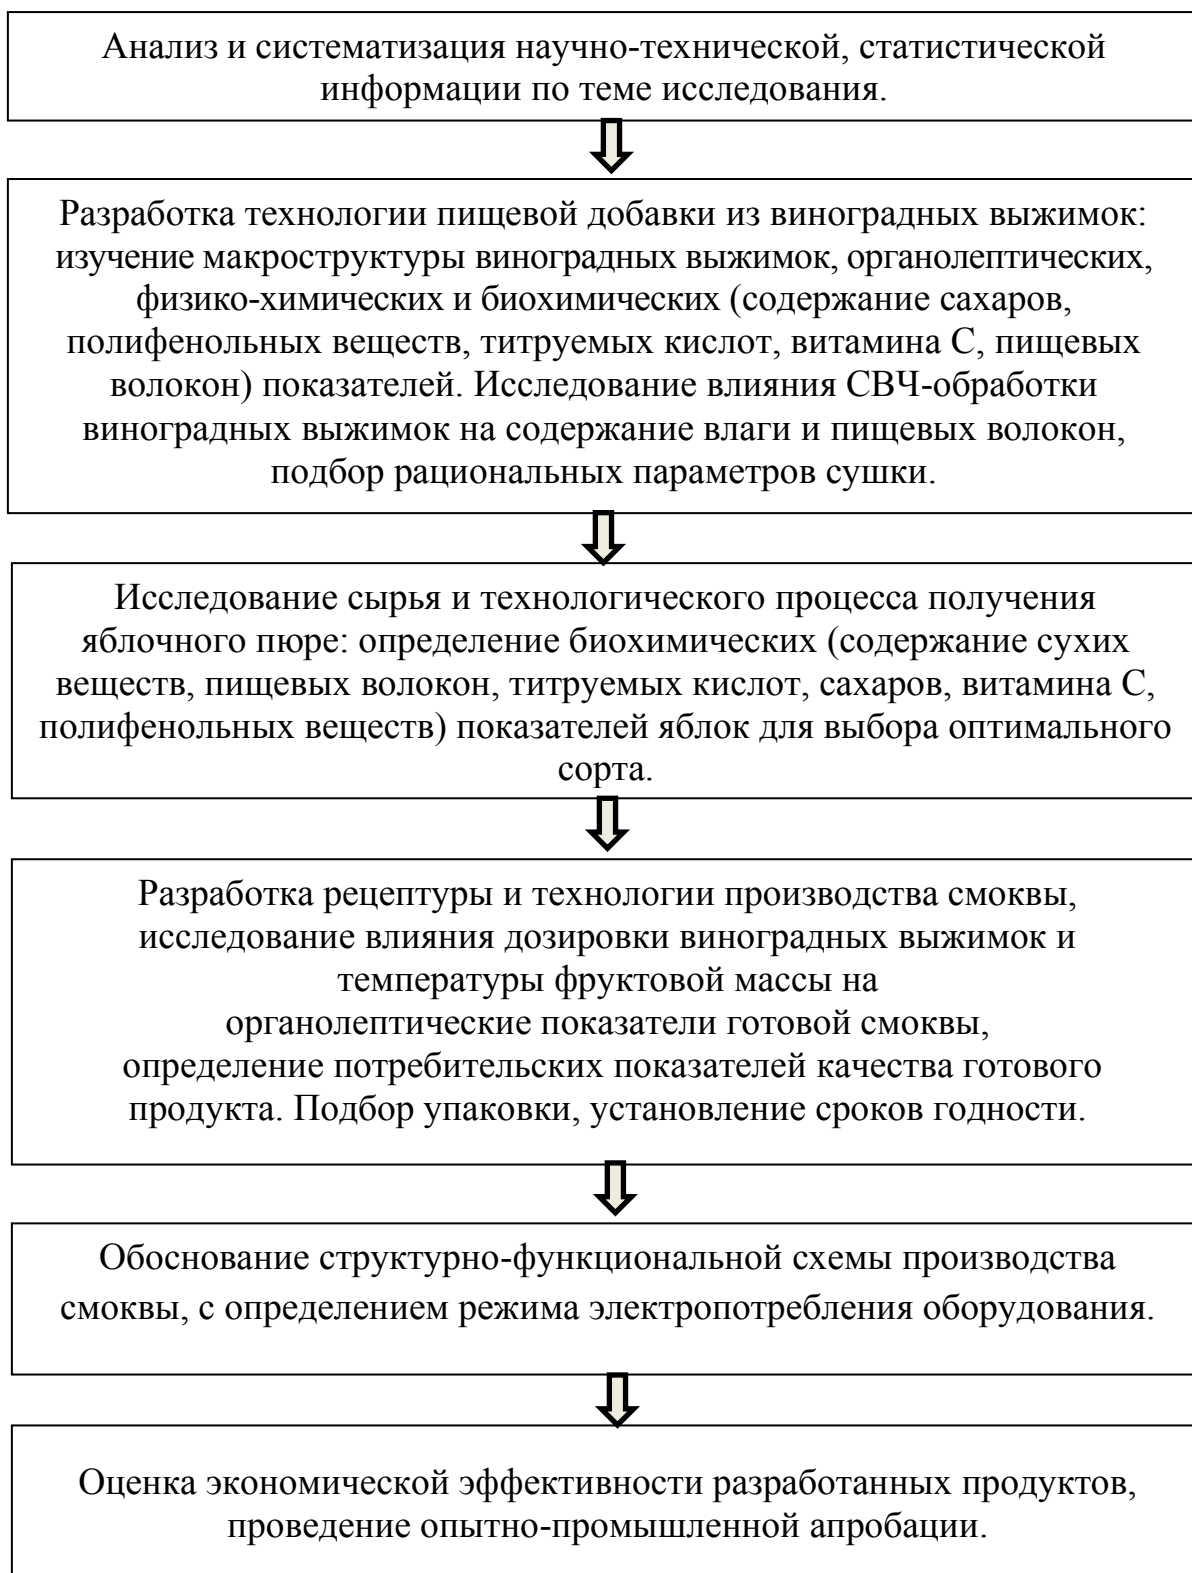 Анализ и систематизация научно-технической, статистической
информации по теме исследования.
Разработка технологии пищевой добавки из виноградных выжимок:
изучение макроструктуры виноградных выжимок, органолептических,
физико-химических и биохимических (содержание сахаров,
полифенольных веществ, титруемых кислот, витамина С, пищевых
волокон) показателей. Исследование влияния СВЧ-обработки
виноградных выжимок на содержание влаги и пищевых волокон,
подбор рациональных параметров сушки.
Исследование сырья и технологического процесса получения
яблочного пюре: определение биохимических (содержание сухих
веществ, пищевых волокон, титруемых кислот, сахаров, витамина С,
полифенольных веществ) показателей яблок для выбора оптимального
сорта.
Разработка рецептуры и технологии производства смоквы,
исследование влияния дозировки виноградных выжимок и
температуры фруктовой массы на
органолептические показатели готовой смоквы,
определение потребительских показателей качества готового
продукта. Подбор упаковки, установление сроков годности.
Обоснование структурно-функциональной схемы производства
смоквы, с определением режима электропотребления оборудования.
Оценка экономической эффективности разработанных продуктов,
проведение опытно-промышленной апробации.